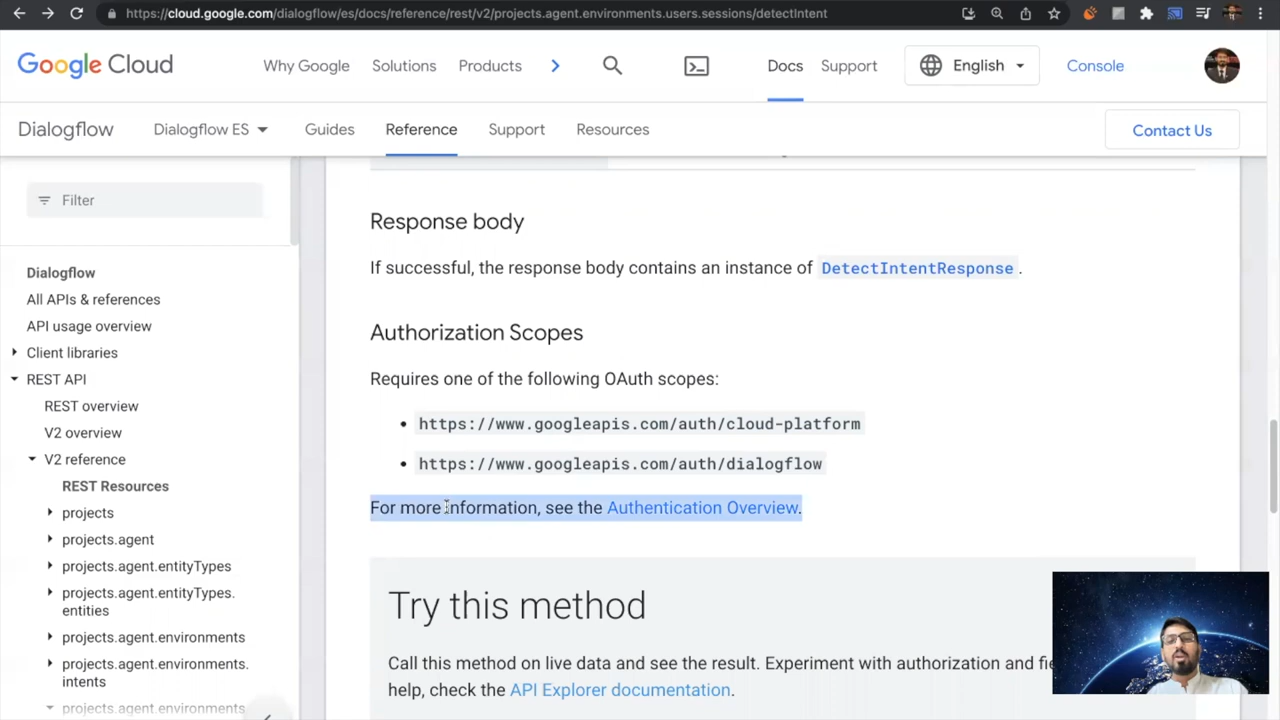 https://cloud.google.com/dialogflow/es/docs/reference/rest/v2/projects.agent.environments.users.sessions/detectIntent
Google Cloud
Why Google
Solutions
Products
Docs
Support
English
Console
Dialogflow
Dialogflow ES
Guides
Reference
Support
Resources
Contact Us
Filter
Dialogflow
All APIs & references
API usage overview
Client libraries
REST API
REST overview
V2 overview
V2 reference
REST Resources
projects
projects.agent
projects.agent.entityTypes
projects.agent.entityTypes.
entities
projects.agent.environments
projects.agent.environments.
intents
projects.agent.environments
Response body
If successful, the response body contains an instance of DetectIntentResponse.
Authorization Scopes
Requires one of the following OAuth scopes:
• https://www.googleapis.com/auth/cloud-platform
• https://www.googleapis.com/auth/dialogflow
For more information, see the Authentication Overview.
Try this method
Call this method on live data and see the result. Experiment with authorization and fie
help, check the API Explorer documentation.